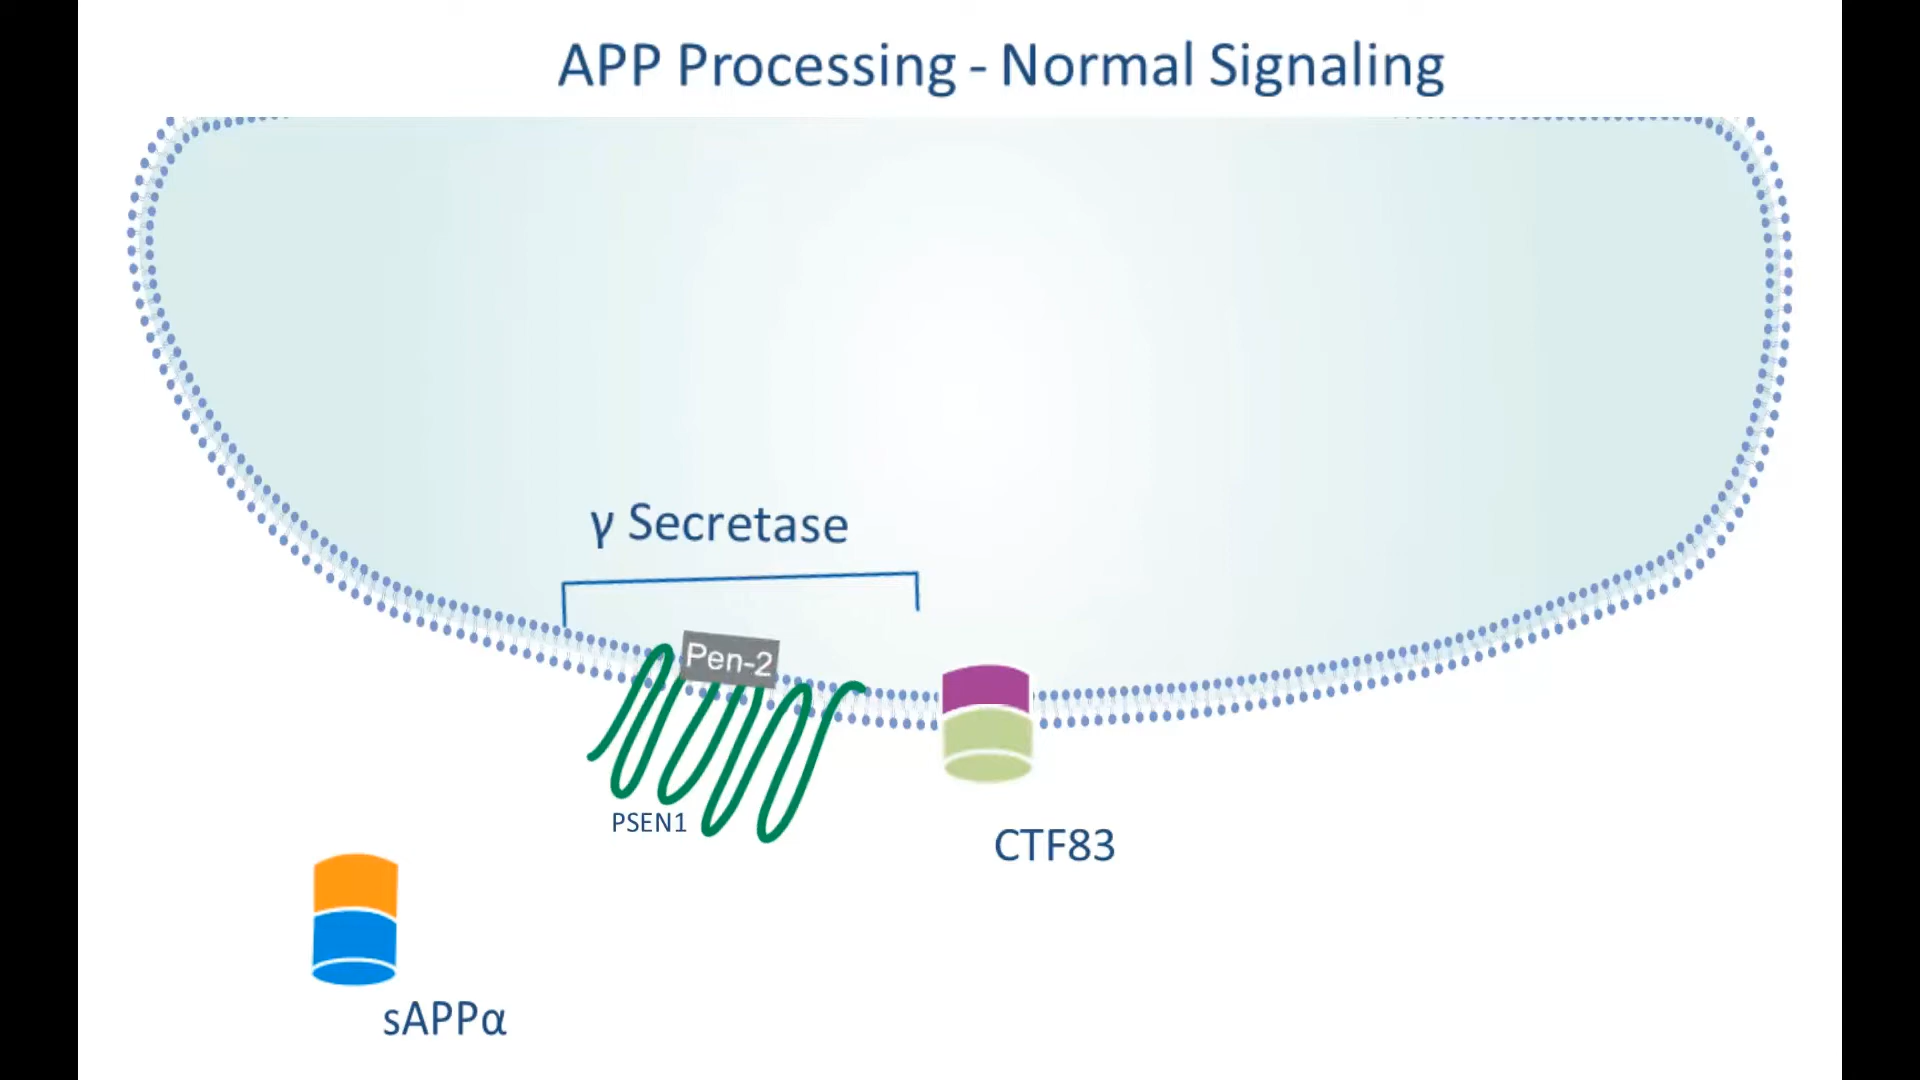 APP Processing - Normal Signaling
γ Secretase
Pen-2
PSEN1
CTF83
sAPPα